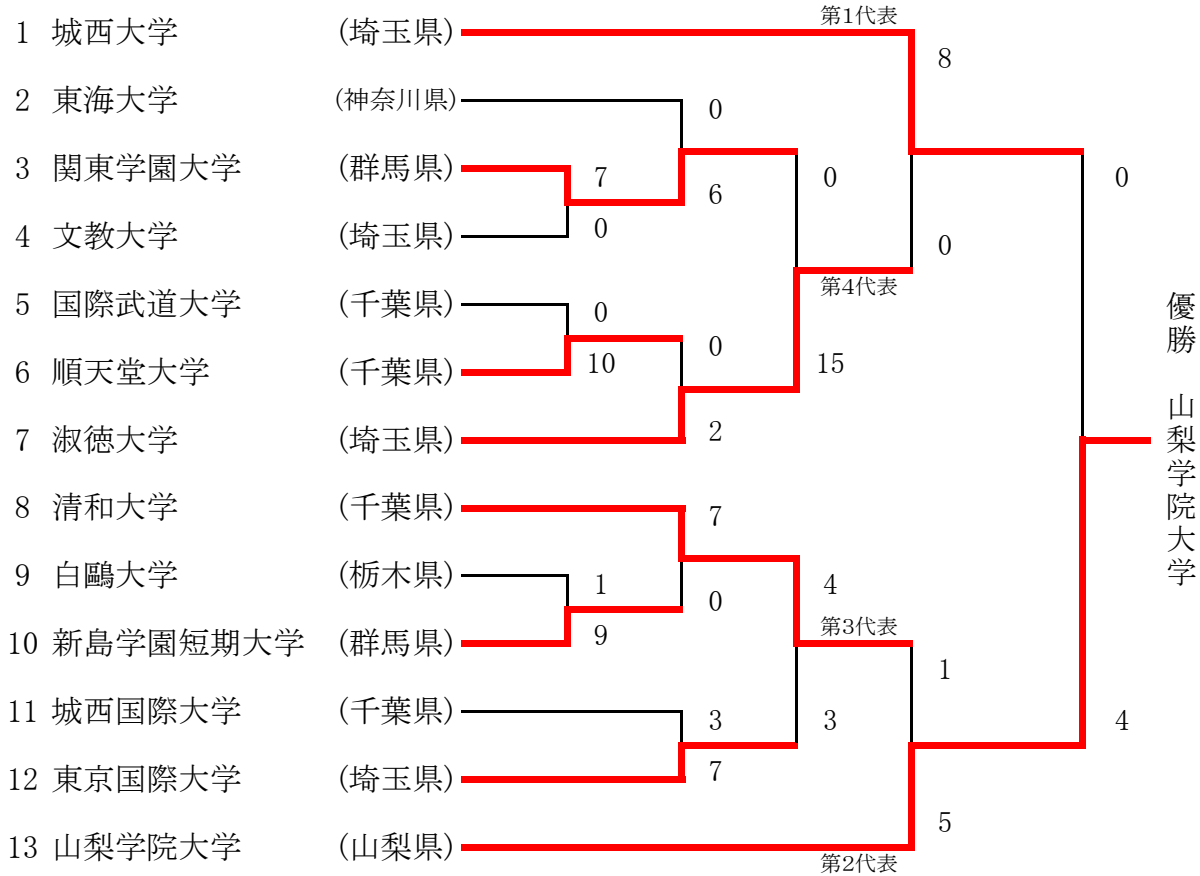 第1代表
1 城西大学 (埼玉県)
8
2 東海大学 (神奈川県)
0
3 関東学園大学 (群馬県)
7
0
6
4 文教大学 (埼玉県)
0
0
5 国際武道大学 (千葉県)
0
第4代表
0
6 順天堂大学 (千葉県)
10
0
15
7 淑徳大学 (埼玉県)
2
優勝 山梨学院大学
8 清和大学 (千葉県)
7
9 白鷗大学 (栃木県)
1
4
0
第3代表
10 新島学園短期大学 (群馬県)
9
1
11 城西国際大学 (千葉県)
3
3
4
12 東京国際大学 (埼玉県)
7
5
13 山梨学院大学 (山梨県)
第2代表